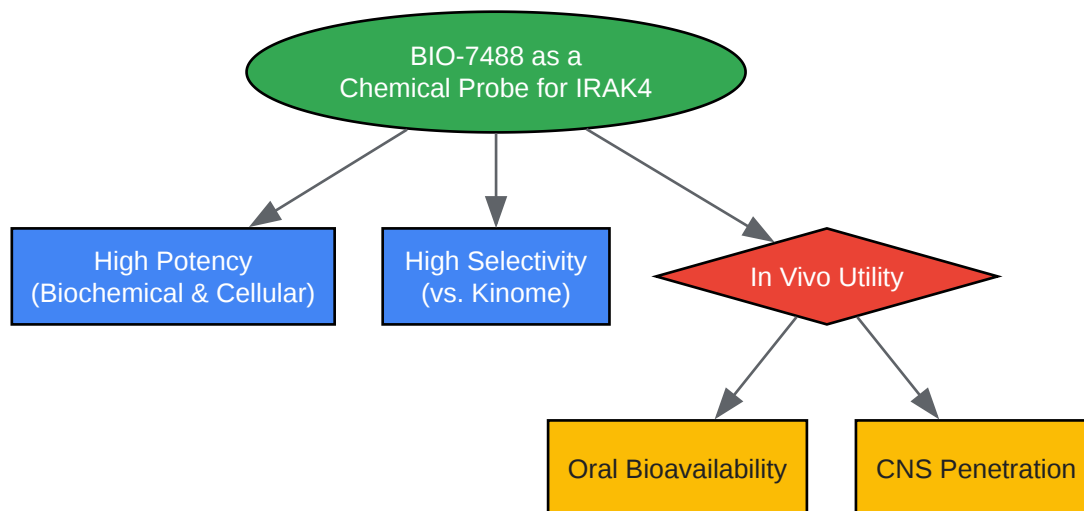 BIO-7488 as a
Chemical Probe for IRAK4
High Potency
(Biochemical & Cellular)
High Selectivity
(vs. Kinome)
In Vivo Utility
Oral Bioavailability
CNS Penetration